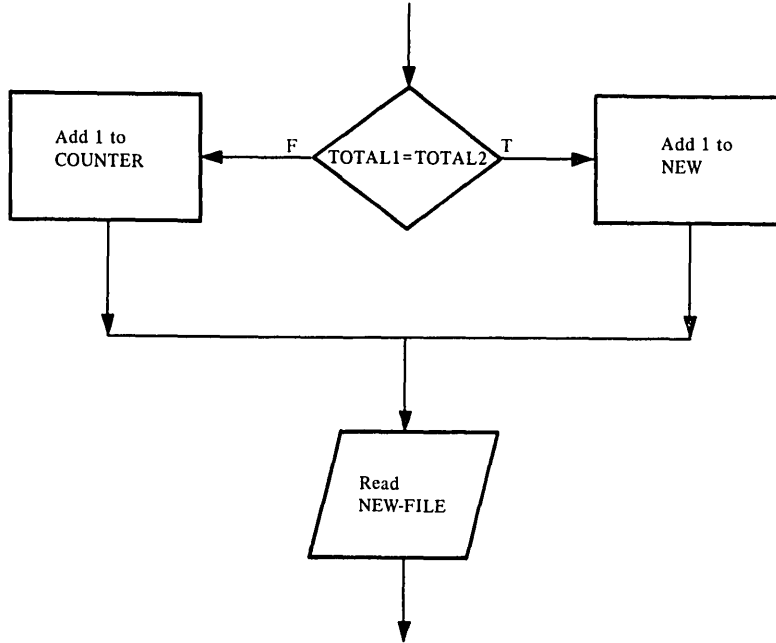 Add 1 to
COUNTER
F
TOTAL1=TOTAL2
T
Add 1 to
NEW
Read
NEW-FILE